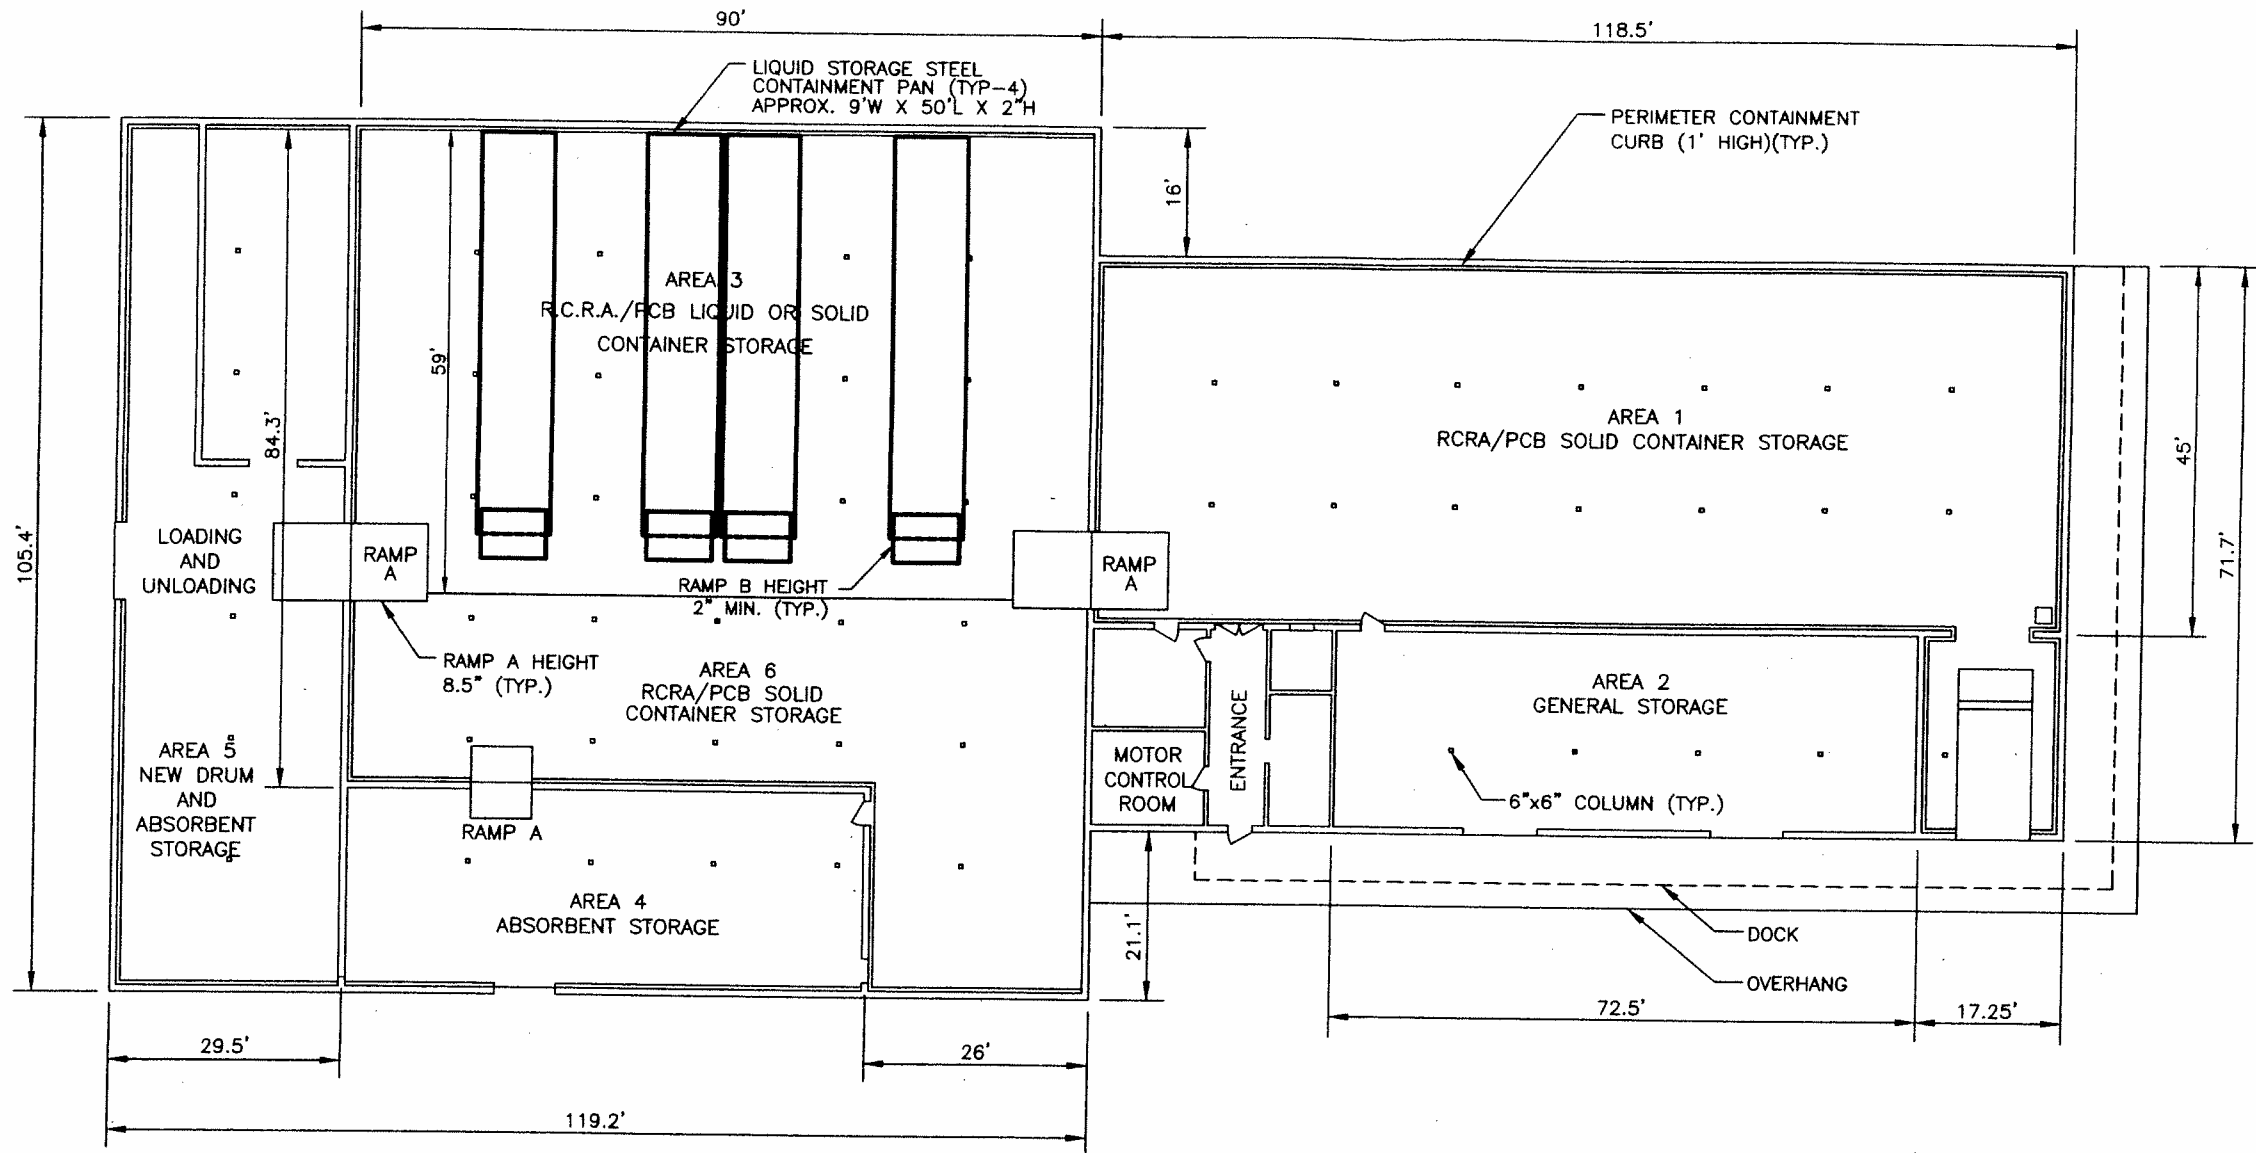 90'
118.5'
LIQUID STORAGE STEEL
CONTAINMENT PAN (TYP-4)
APPROX. 9'W X 50'L X 2"H
PERIMETER CONTAINMENT
CURB (1' HIGH)(TYP.)
16'
AREA 3
R.C.R.A./PCB LIQUID OR SOLID
CONTAINER STORAGE
59'
84.3'
105.4'
AREA 1
RCRA/PCB SOLID CONTAINER STORAGE
45'
71.7'
LOADING
AND
UNLOADING
RAMP
A
RAMP
A
RAMP B HEIGHT
2" MIN. (TYP.)
RAMP A HEIGHT
8.5" (TYP.)
AREA 6
RCRA/PCB SOLID
CONTAINER STORAGE
AREA 2
GENERAL STORAGE
ENTRANCE
MOTOR
CONTROL
ROOM
6"x6" COLUMN (TYP.)
AREA 5
NEW DRUM
AND
ABSORBENT
STORAGE
RAMP A
AREA 4
ABSORBENT STORAGE
21.1'
DOCK
OVERHANG
72.5'
17.25'
29.5'
26'
119.2'